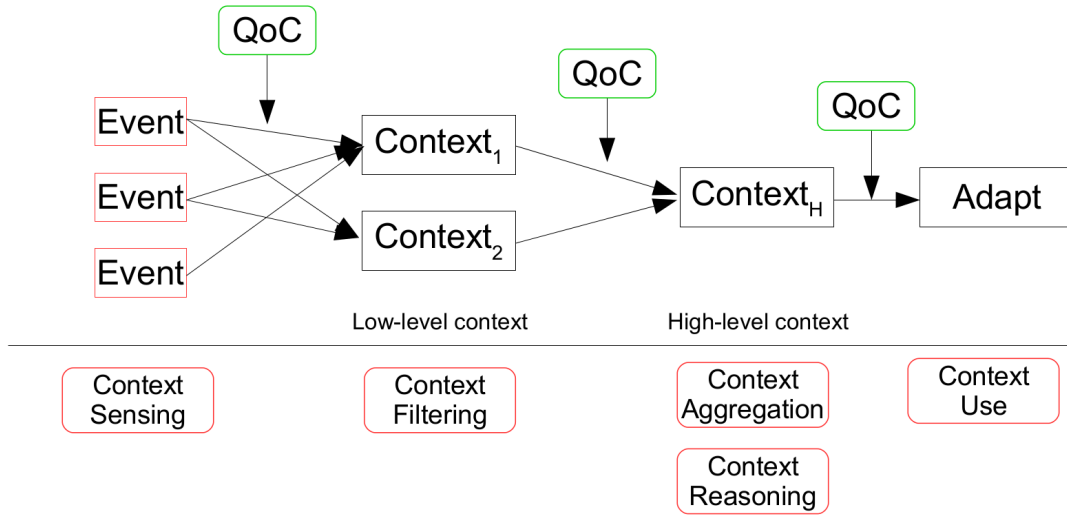 QoC
QoC
QoC
Event
Event
Event
Context1
Context2
ContextH
Adapt
Low-level context
High-level context
Context
Sensing
Context
Filtering
Context
Aggregation
Context
Reasoning
Context
Use